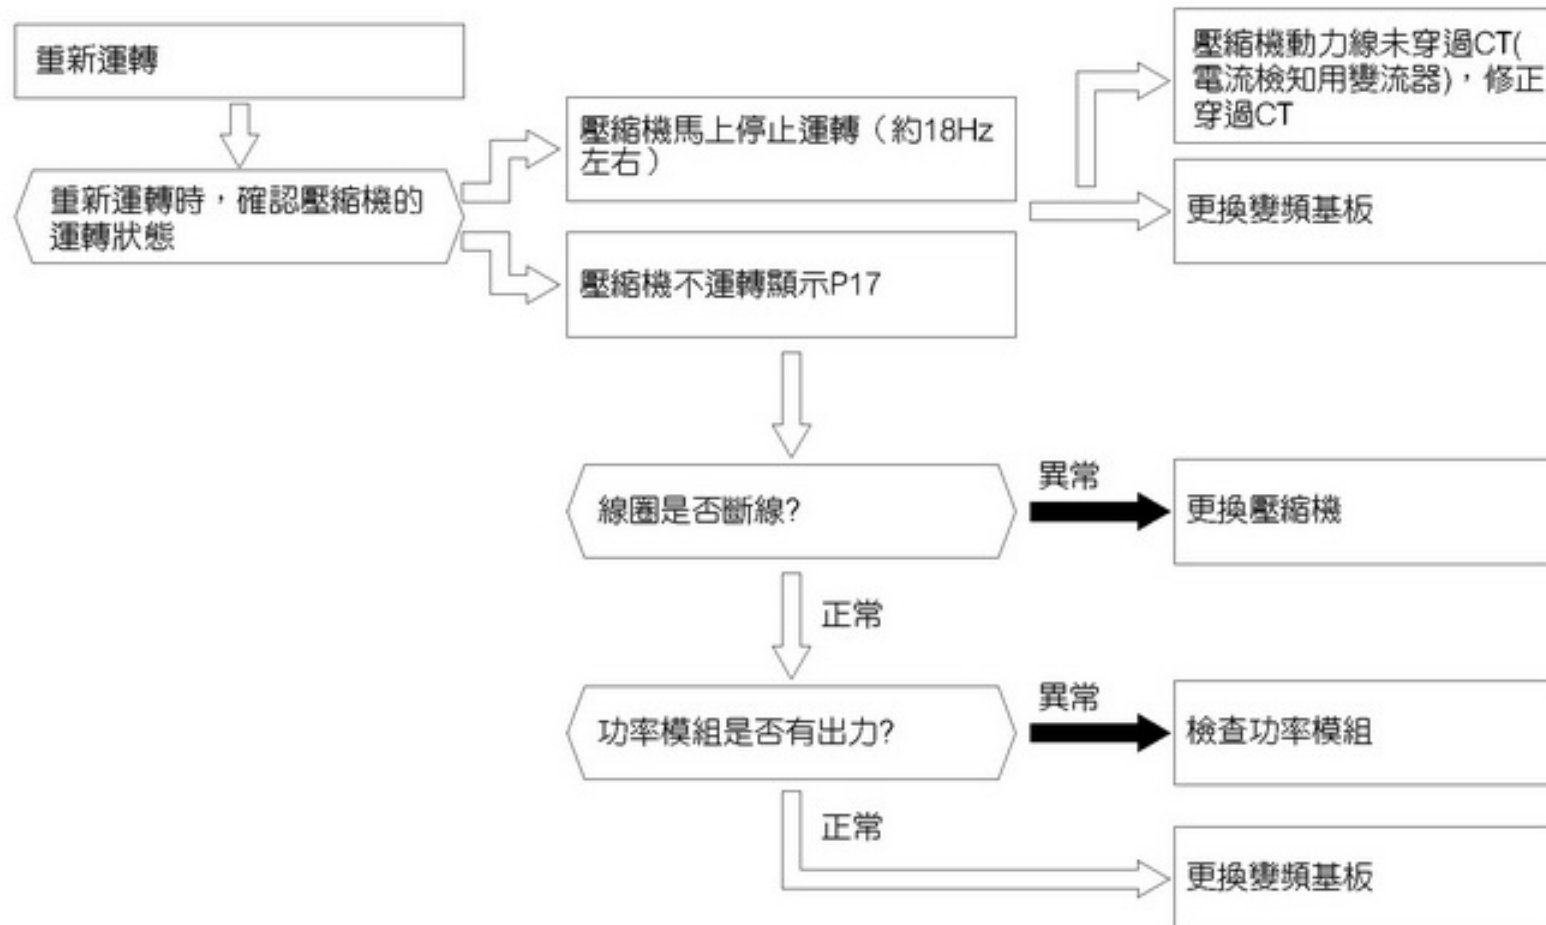 重新運轉
重新運轉時，確認壓縮機的
運轉狀態
壓縮機馬上停止運轉（約18Hz
左右）
壓縮機不運轉顯示P17
壓縮機動力線未穿過CT(
電流檢知用變流器)，修正
穿過CT
更換變頻基板
線圈是否斷線?
異常
更換壓縮機
正常
功率模組是否有出力?
異常
檢查功率模組
正常
更換變頻基板